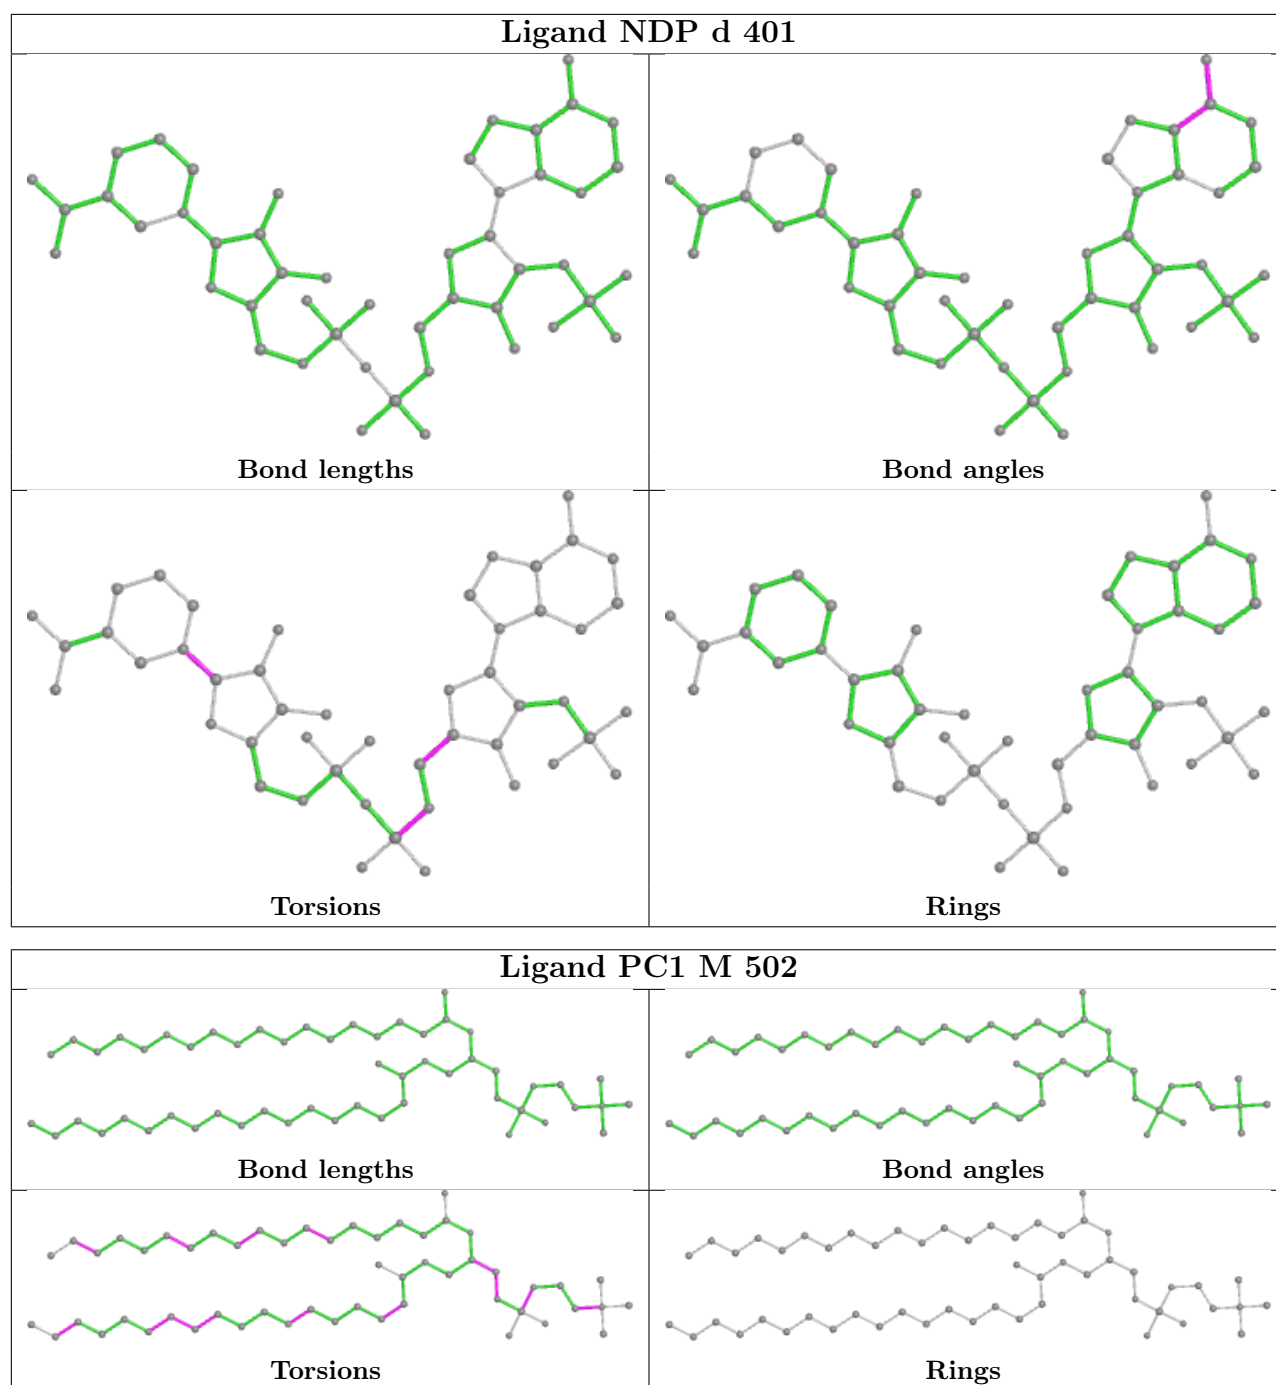 Ligand NDP d 401
Bond lengths
Bond angles
Torsions
Rings
Ligand PC1 M 502
Bond lengths
Bond angles
Torsions
Rings